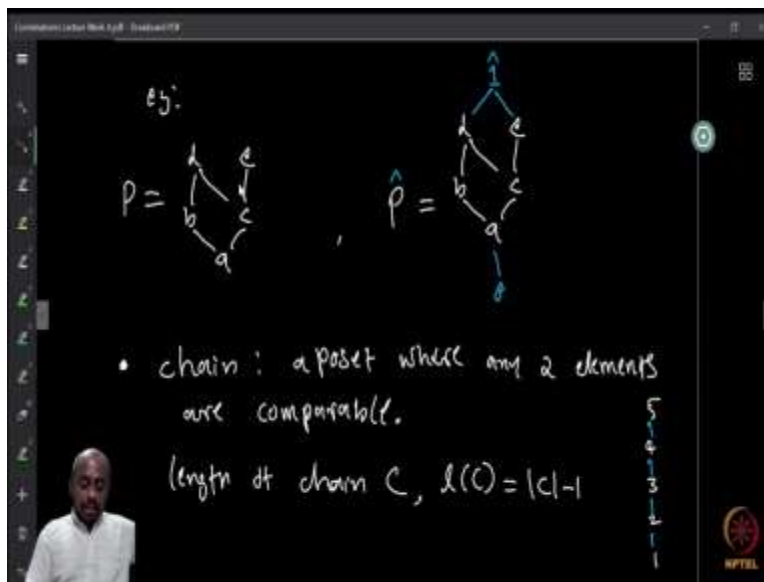 eg:
1̂
d e
b c
a
P =
,
d e
b c
a
0̂
P̂ =
• chain : a poset where any 2 elements
are comparable.
length of chain C, l(C) = |C|-1
5
4
3
2
1
NPTEL